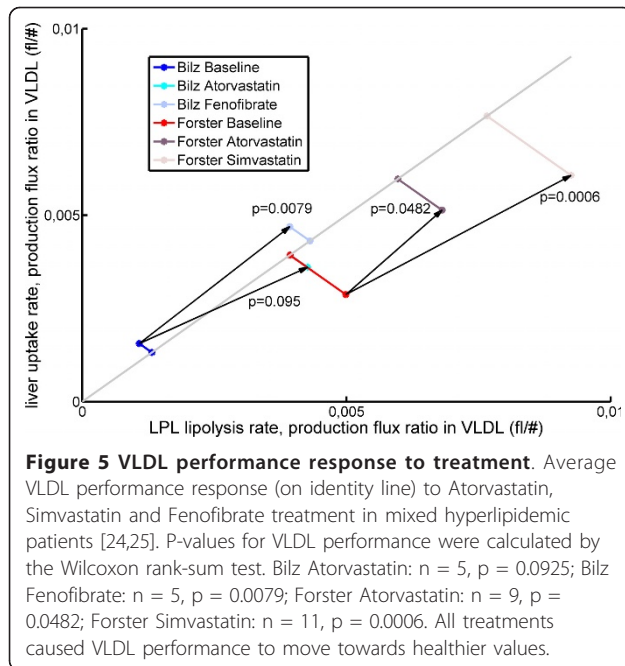 liver uptake rate, production flux ratio in VLDL (fl/#)
0,01
Bilz Baseline
Bilz Atorvastatin
Bilz Fenofibrate
Forster Baseline
Forster Atorvastatin
Forster Simvastatin
0,005
p=0.0079
p=0.0482
p=0.0006
p=0.095
0
0
0,005
0,01
LPL lipolysis rate, production flux ratio in VLDL (fl/#)
Figure 5 VLDL performance response to treatment. Average
VLDL performance response (on identity line) to Atorvastatin,
Simvastatin and Fenofibrate treatment in mixed hyperlipidemic
patients [24,25]. P-values for VLDL performance were calculated by
the Wilcoxon rank-sum test. Bilz Atorvastatin: n = 5, p = 0.0925; Bilz
Fenofibrate: n = 5, p = 0.0079; Forster Atorvastatin: n = 9, p =
0.0482; Forster Simvastatin: n = 11, p = 0.0006. All treatments
caused VLDL performance to move towards healthier values.